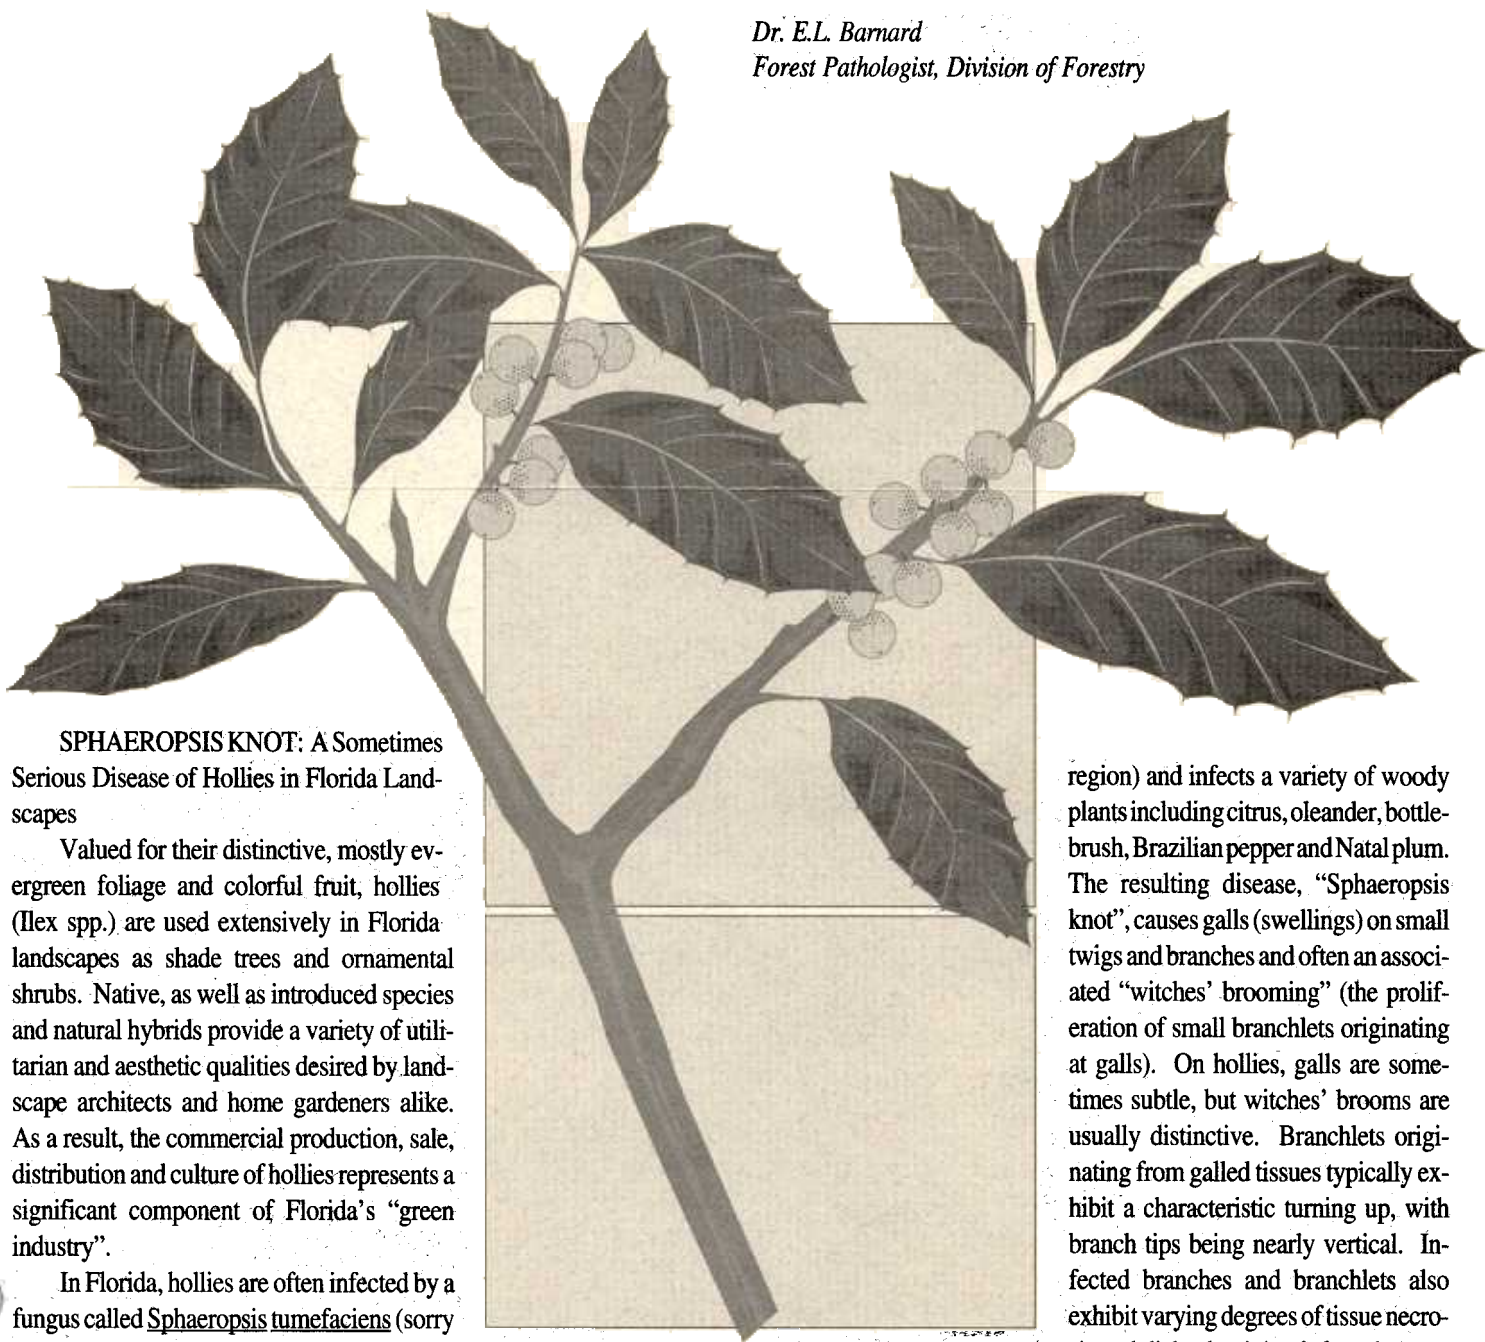 Dr. E.L. Barnard
Forest Pathologist, Division of Forestry
SPHAEROPSIS KNOT: A Sometimes
Serious Disease of Hollies in Florida Land-
scapes
Valued for their distinctive, mostly ev-
ergreen foliage and colorful fruit, hollies
(Ilex spp.) are used extensively in Florida
landscapes as shade trees and ornamental
shrubs. Native, as well as introduced species
and natural hybrids provide a variety of utili-
tarian and aesthetic qualities desired by land-
scape architects and home gardeners alike.
As a result, the commercial production, sale,
distribution and culture of hollies represents a
significant component of Florida's “green
industry”.
In Florida, hollies are often infected by a
fungus called Sphaeropsis tumefaciens (sorry
region) and infects a variety of woody
plants including citrus, oleander, bottle-
brush, Brazilian pepper and Natal plum.
The resulting disease, “Sphaeropsis
knot”, causes galls (swellings) on small
twigs and branches and often an associ-
ated “witches’ brooming” (the prolif-
eration of small branchlets originating
at galls). On hollies, galls are some-
times subtle, but witches’ brooms are
usually distinctive. Branchlets origi-
nating from galled tissues typically ex-
hibit a characteristic turning up, with
branch tips being nearly vertical. In-
fected branches and branchlets also
exhibit varying degrees of tissue necro-